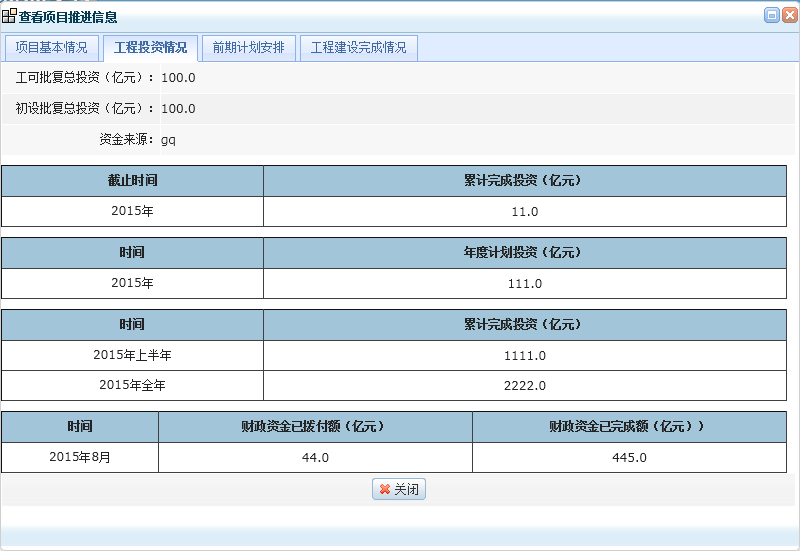 查看项目推进信息
项目基本情况 工程投资情况 前期计划安排 工程建设完成情况
工可批复总投资（亿元）： 100.0
初设批复总投资（亿元）： 100.0
资金来源： gq
截止时间 累计完成投资（亿元）
2015年 11.0
时间 年度计划投资（亿元）
2015年 111.0
时间 累计完成投资（亿元）
2015年上半年 1111.0
2015年全年 2222.0
时间 财政资金已拨付额（亿元） 财政资金已完成额（亿元））
2015年8月 44.0 445.0
关闭